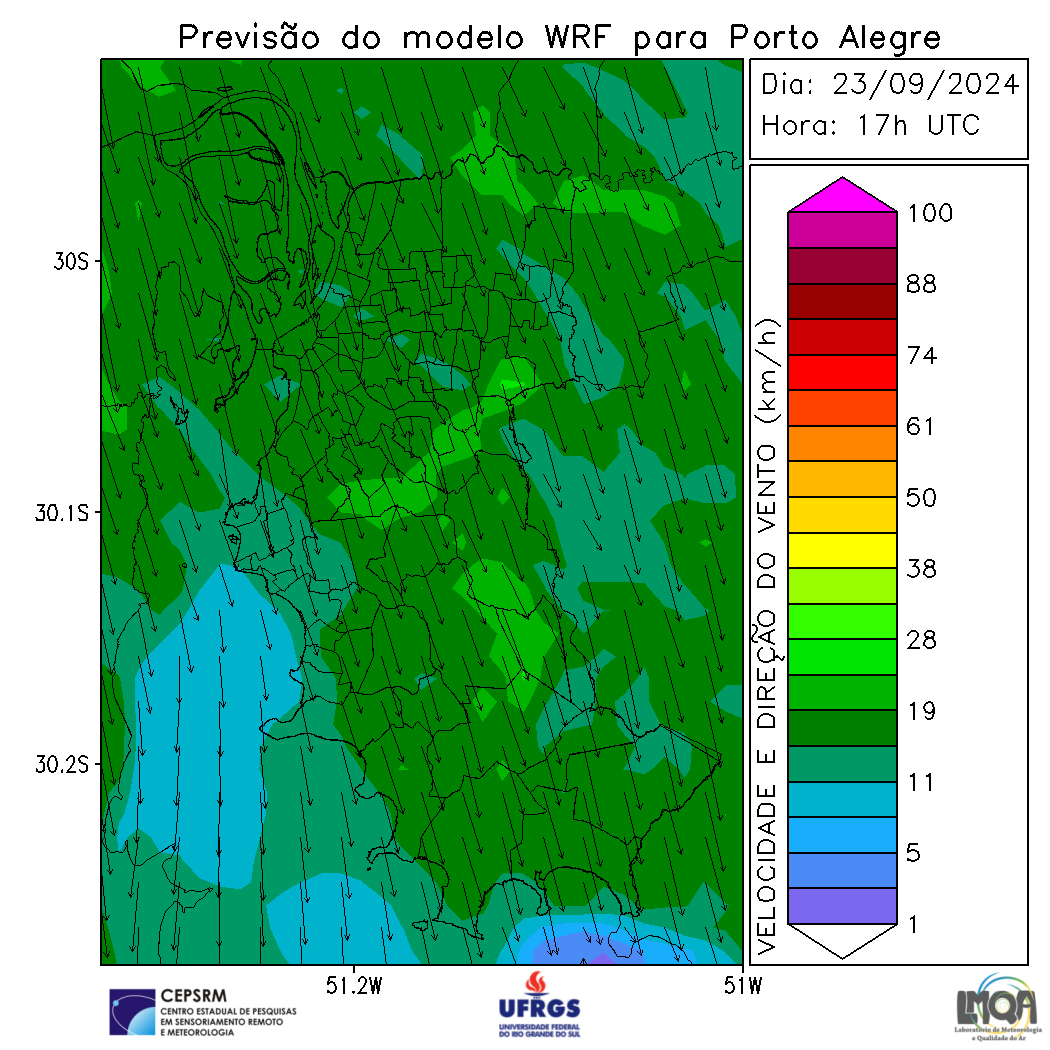 Previsão do modelo WRF para Porto Alegre
Dia: 23/09/2024
Hora: 17h UTC
30S
30.1S
30.2S
51.2W
51W
VELOCIDADE E DIREÇÃO DO VENTO (km/h)
100
88
74
61
50
38
28
19
11
5
1
CEPSRM
CENTRO ESTADUAL DE PESQUISAS
EM SENSORIAMENTO REMOTO
E METEOROLOGIA
UFRGS
UNIVERSIDADE FEDERAL
DO RIO GRANDE DO SUL
LMQA
Laboratório de Meteorologia
e Qualidade do Ar